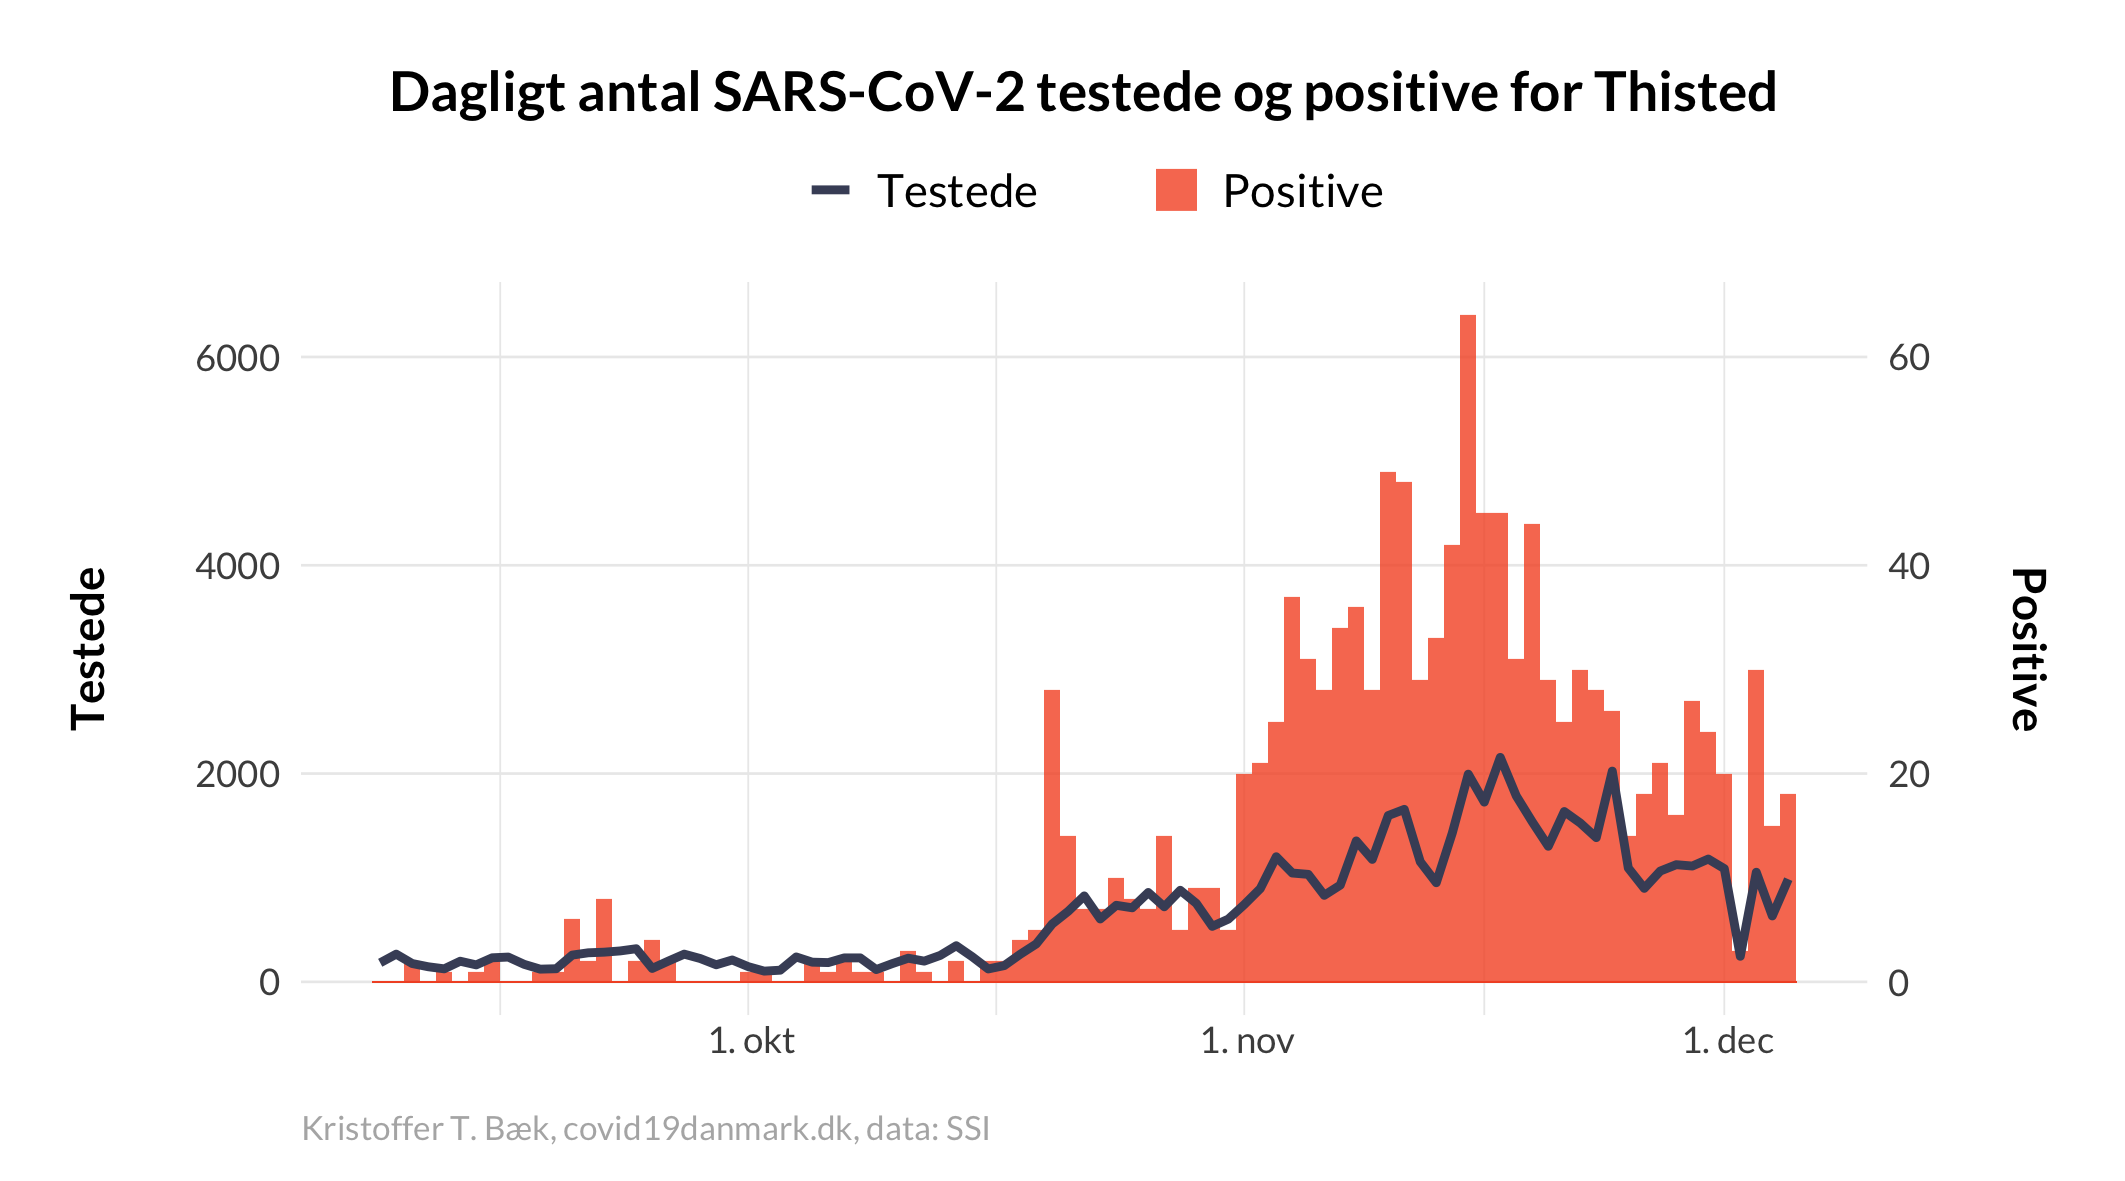 Dagligt antal SARS-CoV-2 testede og positive for Thisted
Testede
Positive
6000
4000
2000
0
60
40
20
0
Testede
Positive
1. okt
1. nov
1. dec
Kristoffer T. Bæk, covid19danmark.dk, data: SSI